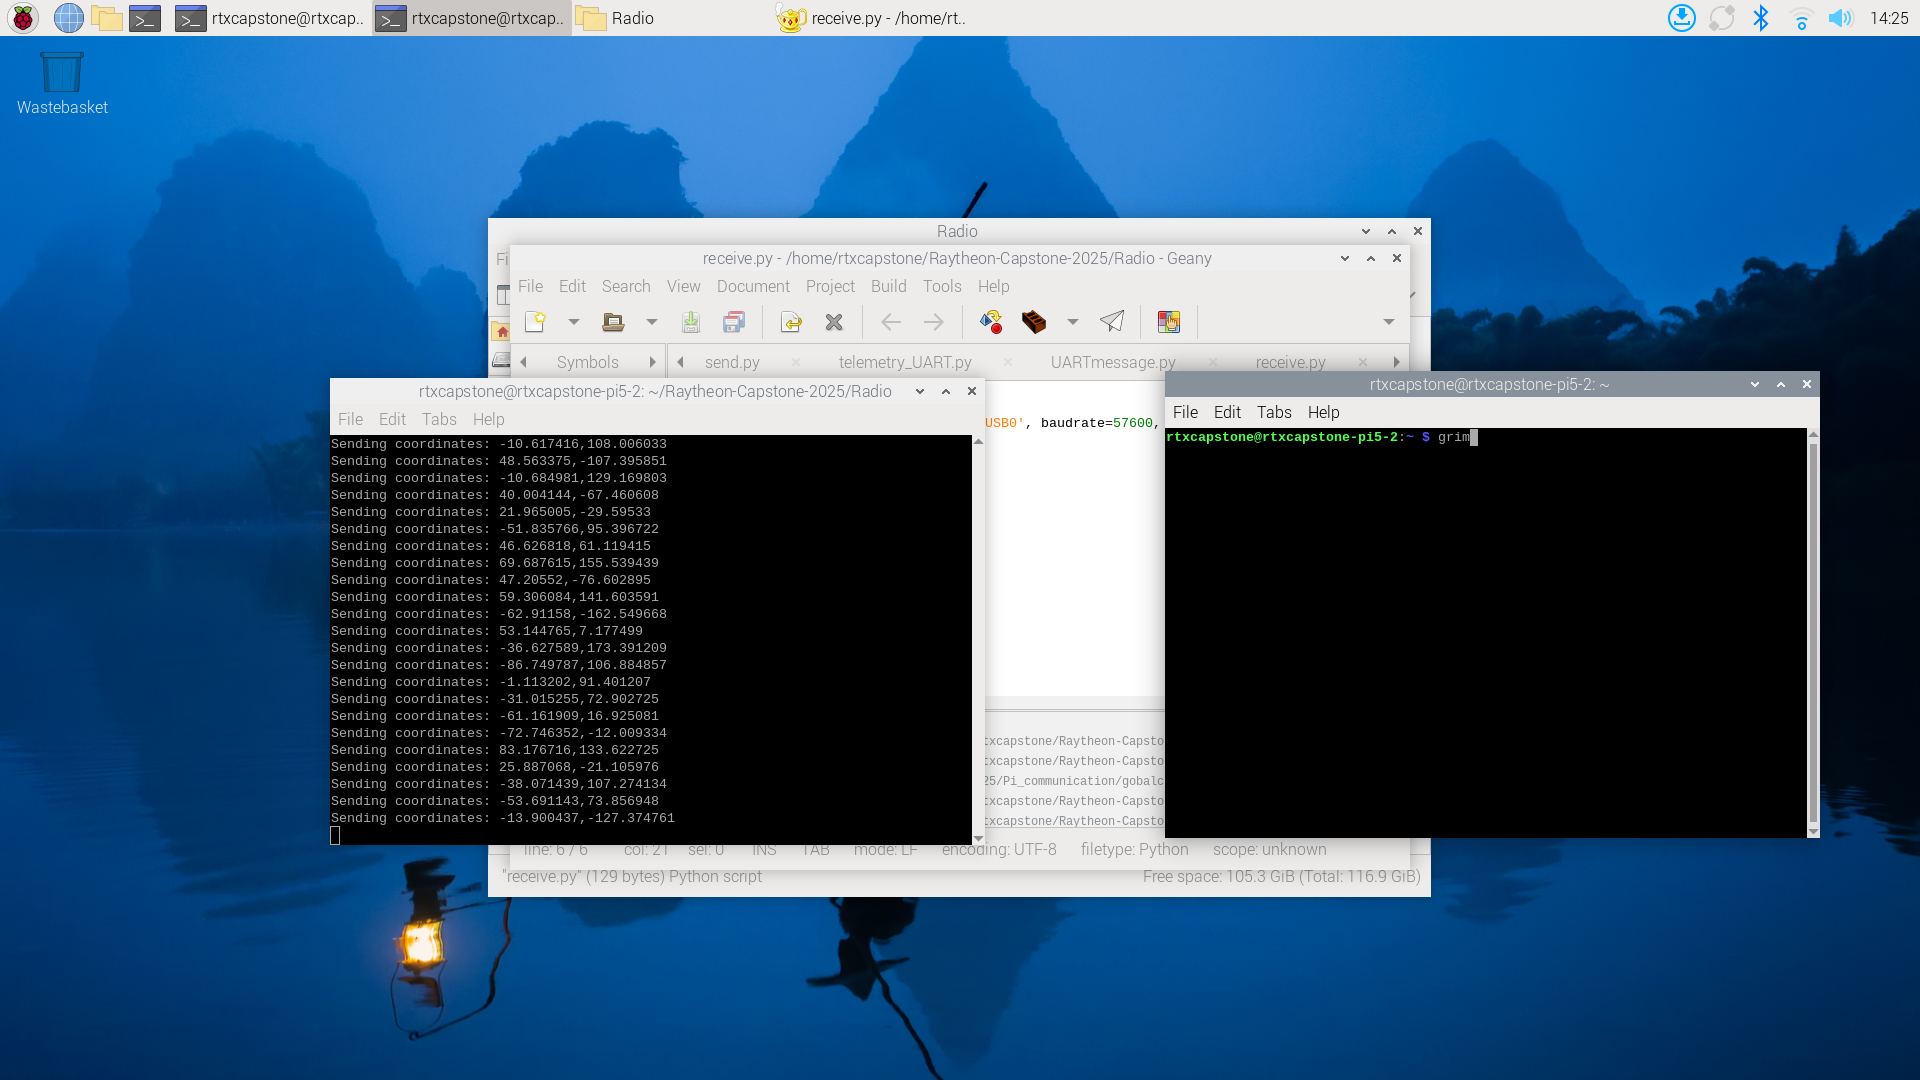 rtxcapstone@rtxcap..
rtxcapstone@rtxcap..
Radio
receive.py - /home/rt..
14:25
Wastebasket
Radio
Fi
receive.py - /home/rtxcapstone/Raytheon-Capstone-2025/Radio - Geany
File Edit Search View Document Project Build Tools Help
Symbols
send.py
telemetry_UART.py
UARTmessage.py
receive.py
USB0', baudrate=57600,
txcapstone/Raytheon-Capsto
txcapstone/Raytheon-Capsto
25/Pi_communication/gobalc
txcapstone/Raytheon-Capsto
txcapstone/Raytheon-Capsto
line: 6 / 6 col: 21 sel: 0 INS TAB mode: LF encoding: UTF-8 filetype: Python scope: unknown
"receive.py" (129 bytes) Python script
Free space: 105.3 GiB (Total: 116.9 GiB)
rtxcapstone@rtxcapstone-pi5-2: ~/Raytheon-Capstone-2025/Radio
File Edit Tabs Help
Sending coordinates: -10.617416,108.006033
Sending coordinates: 48.563375,-107.395851
Sending coordinates: -10.684981,129.169803
Sending coordinates: 40.004144,-67.460608
Sending coordinates: 21.965005,-29.59533
Sending coordinates: -51.835766,95.396722
Sending coordinates: 46.626818,61.119415
Sending coordinates: 69.687615,155.539439
Sending coordinates: 47.20552,-76.602895
Sending coordinates: 59.306084,141.603591
Sending coordinates: -62.91158,-162.549668
Sending coordinates: 53.144765,7.177499
Sending coordinates: -36.627589,173.391209
Sending coordinates: -86.749787,106.884857
Sending coordinates: -1.113202,91.401207
Sending coordinates: -31.015255,72.902725
Sending coordinates: -61.161909,16.925081
Sending coordinates: -72.746352,-12.009334
Sending coordinates: 83.176716,133.622725
Sending coordinates: 25.887068,-21.105976
Sending coordinates: -38.071439,107.274134
Sending coordinates: -53.691143,73.856948
Sending coordinates: -13.900437,-127.374761
rtxcapstone@rtxcapstone-pi5-2: ~
File Edit Tabs Help
rtxcapstone@rtxcapstone-pi5-2:~ $ grim